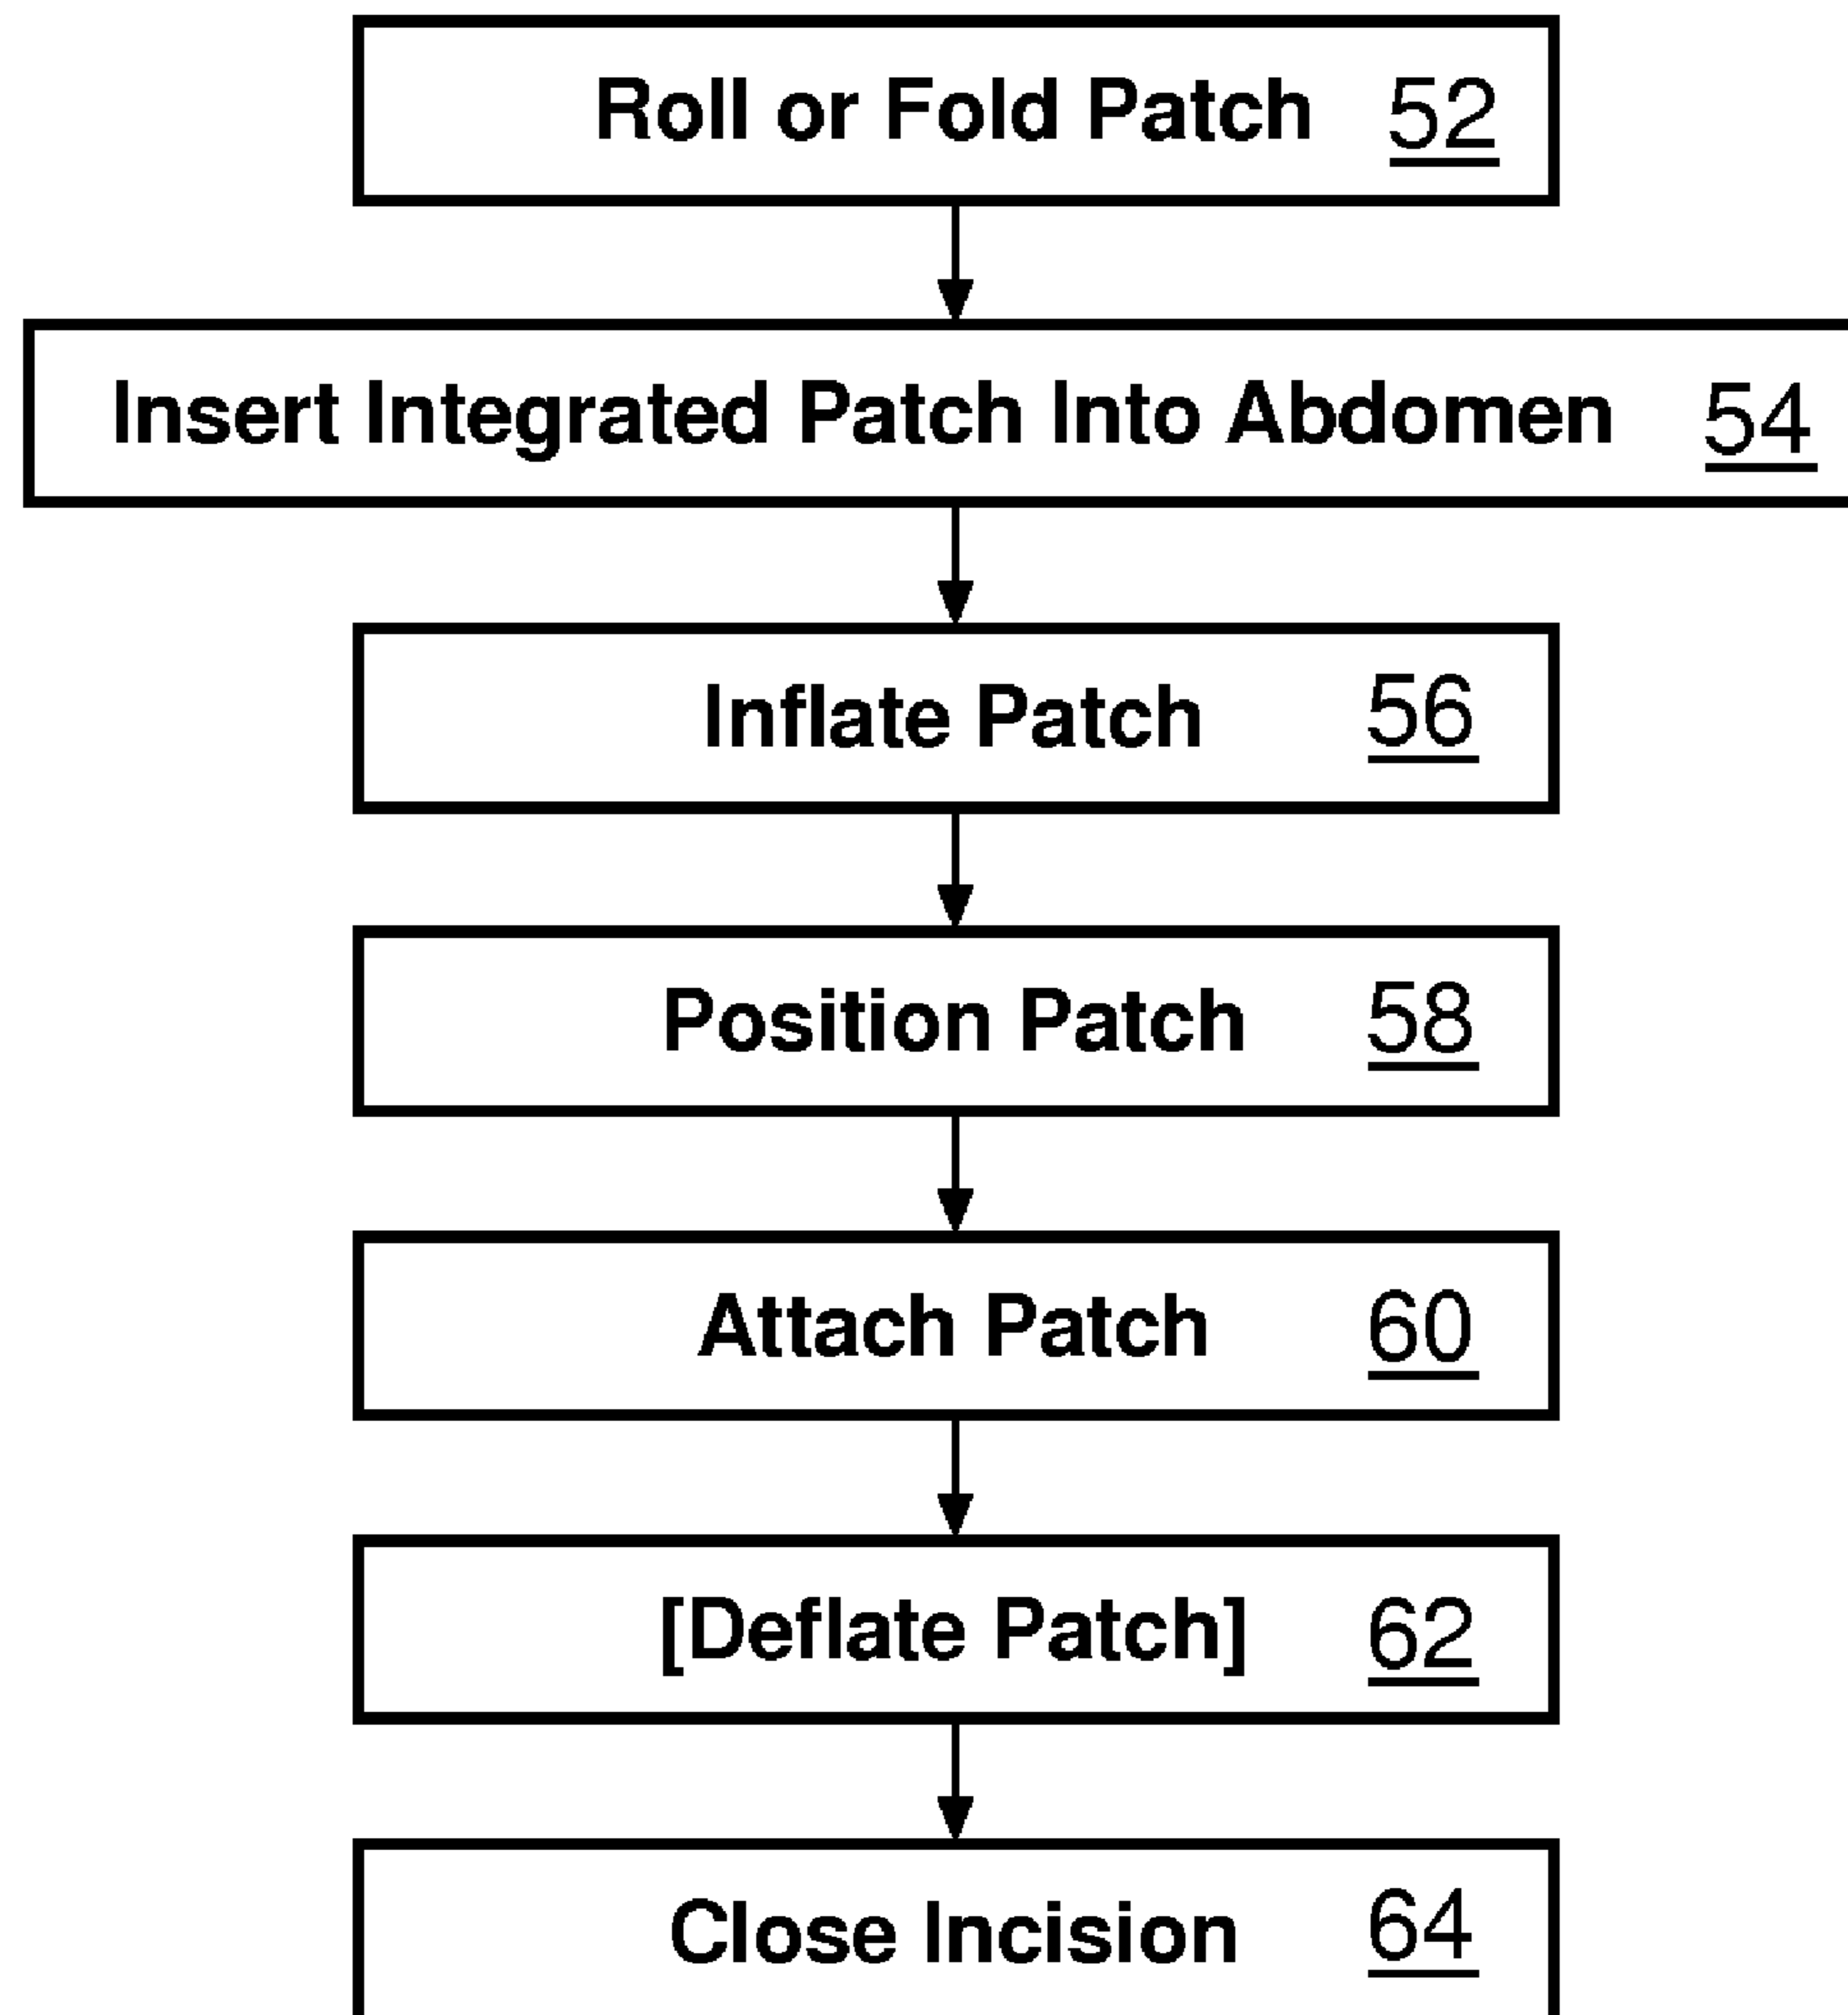 Roll or Fold Patch 52
Insert Integrated Patch Into Abdomen 54
Inflate Patch 56
Position Patch 58
Attach Patch 60
[Deflate Patch] 62
Close Incision 64